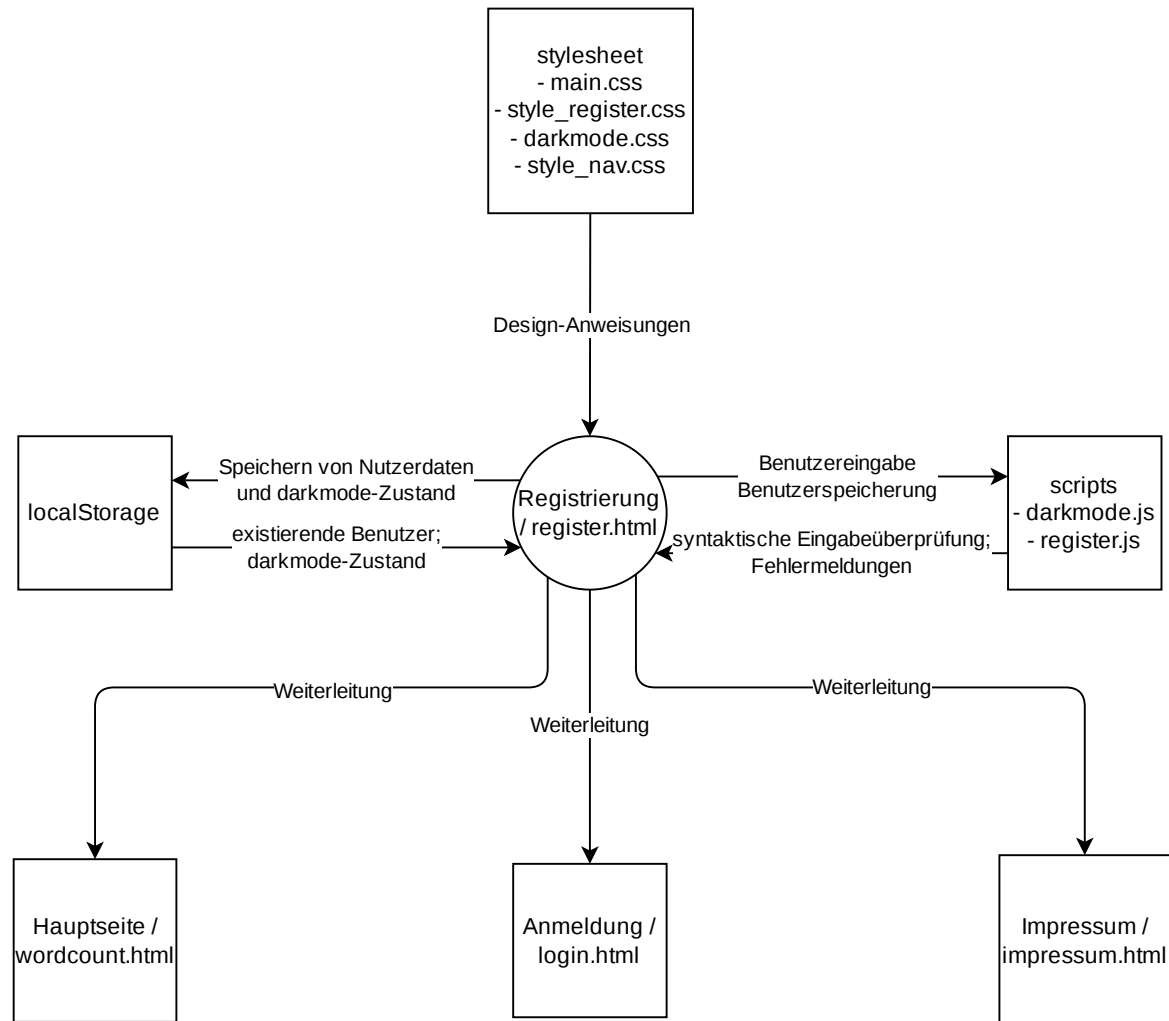 stylesheet
- main.css
- style_register.css
- darkmode.css
- style_nav.css
Design-Anweisungen
localStorage
Speichern von Nutzerdaten
und darkmode-Zustand
existierende Benutzer;
darkmode-Zustand
Registrierung
/ register.html
Benutzereingabe
Benutzerspeicherung
syntaktische Eingabeüberprüfung;
Fehlermeldungen
scripts
- darkmode.js
- register.js
Weiterleitung
Weiterleitung
Weiterleitung
Hauptseite /
wordcount.html
Anmeldung /
login.html
Impressum /
impressum.html